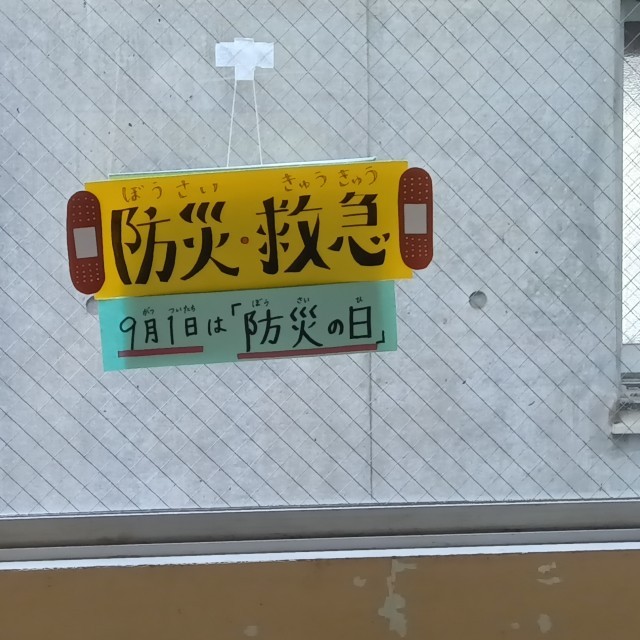 ぼうさい きゅうきゅう
防災・救急
がつ ついたち ぼう さい ひ
9月1日は「防災の日」